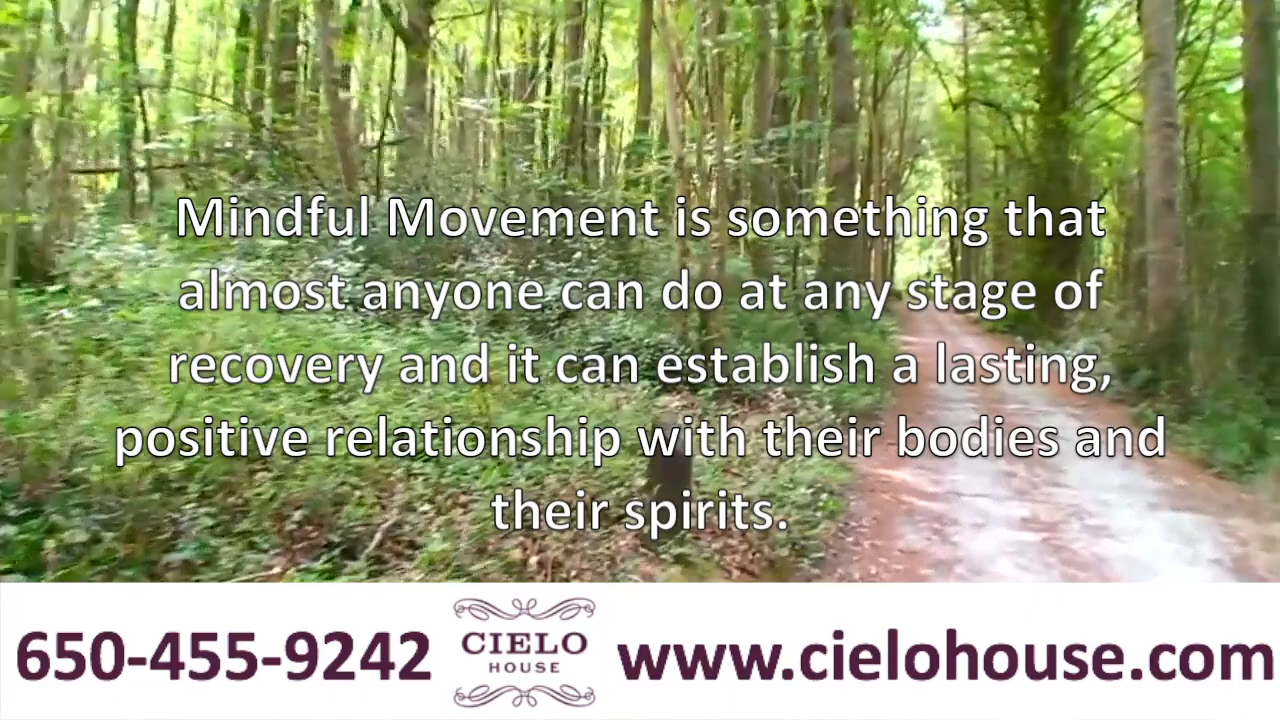 Mindful Movement is something that
almost anyone can do at any stage of
recovery and it can establish a lasting,
positive relationship with their bodies and
their spirits.
650-455-9242
CIELO
HOUSE
www.cielohouse.com